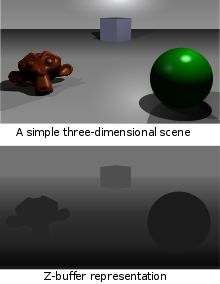 A simple three-dimensional scene
Z-buffer representation